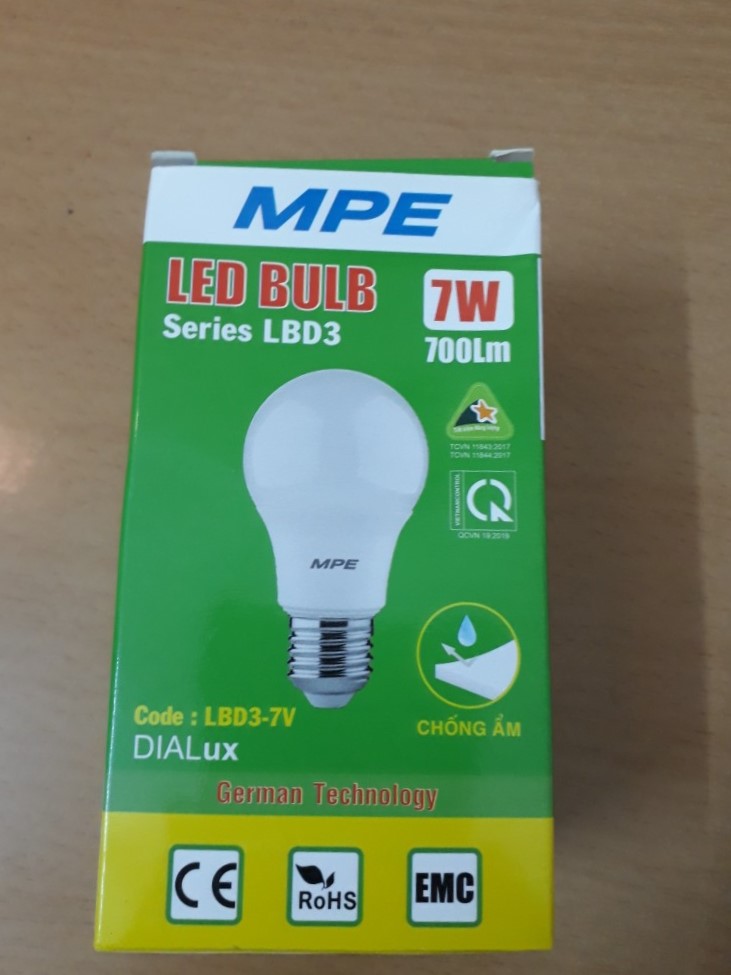 MPE
LED BULB
7W
Series LBD3
700Lm
TCVN 11843:2017
TCVN 11844:2017
VIETNAMCONTROL
QCVN 19:2019
MPE
Code : LBD3-7V
CHỐNG ẨM
DIALux
German Technology
CE
RoHS
EMC